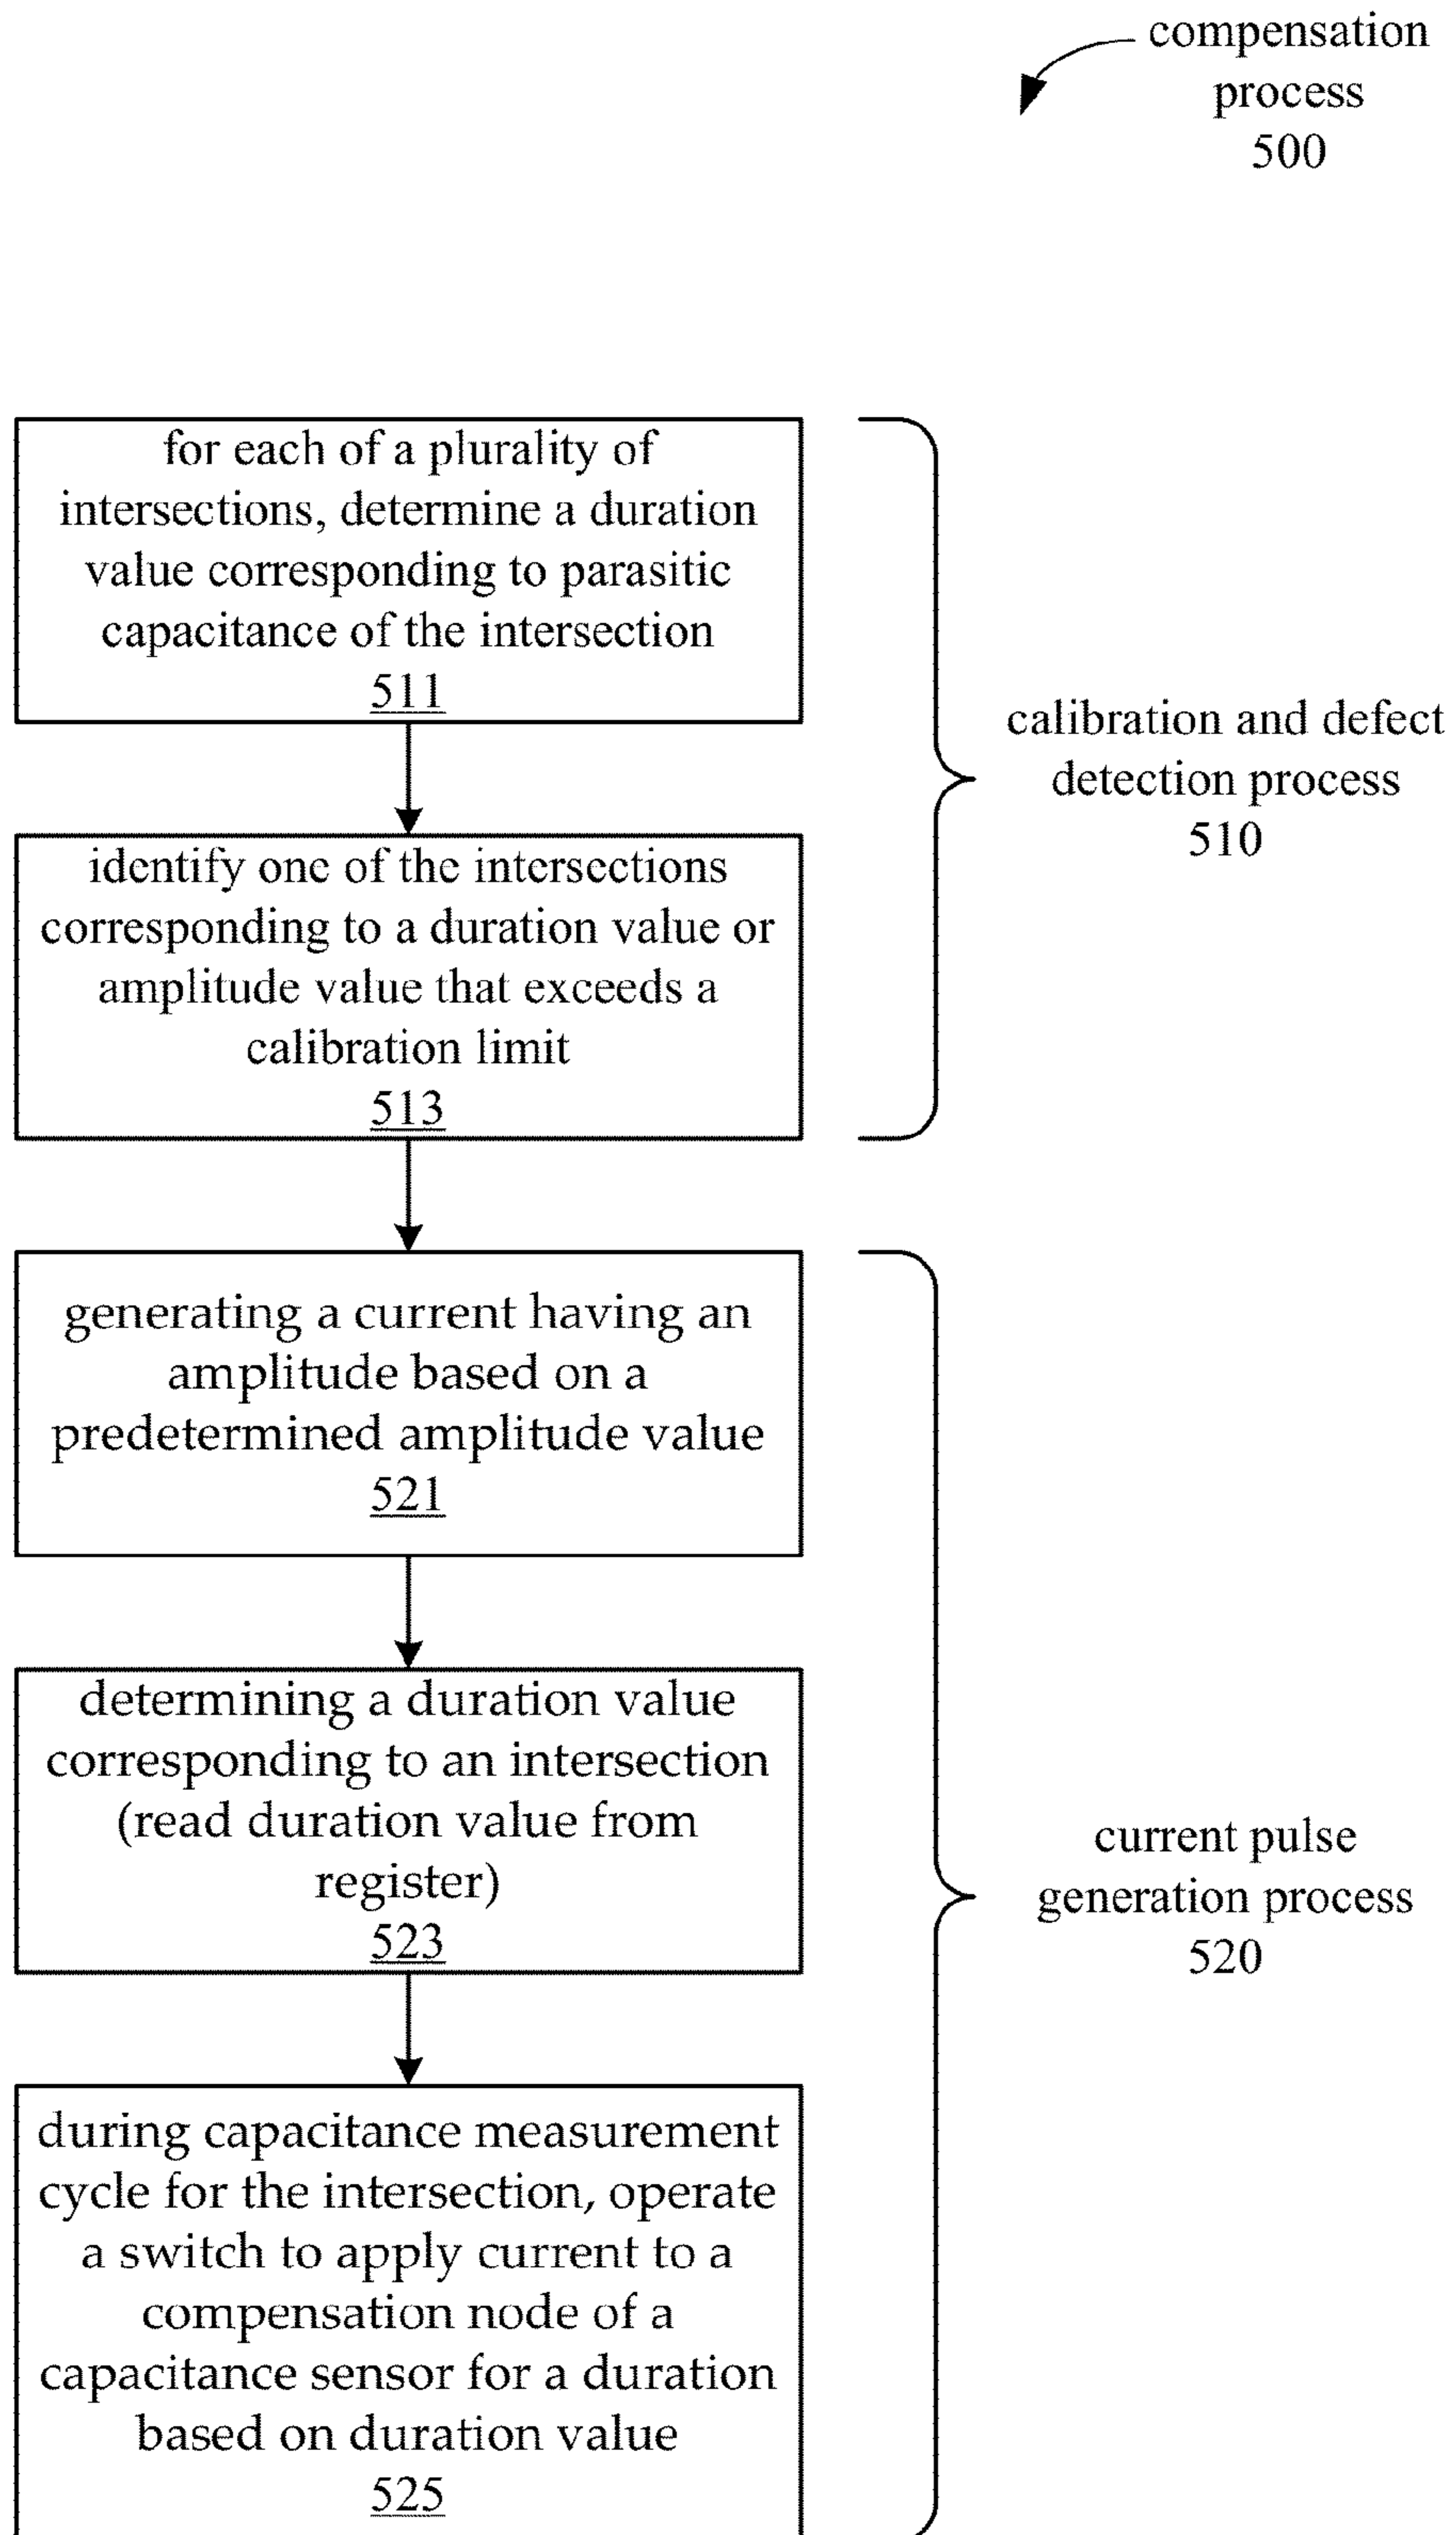 compensation
process
500
for each of a plurality of
intersections, determine a duration
value corresponding to parasitic
capacitance of the intersection
511
identify one of the intersections
corresponding to a duration value or
amplitude value that exceeds a
calibration limit
513
calibration and defect
detection process
510
generating a current having an
amplitude based on a
predetermined amplitude value
521
determining a duration value
corresponding to an intersection
(read duration value from
register)
523
during capacitance measurement
cycle for the intersection, operate
a switch to apply current to a
compensation node of a
capacitance sensor for a duration
based on duration value
525
current pulse
generation process
520